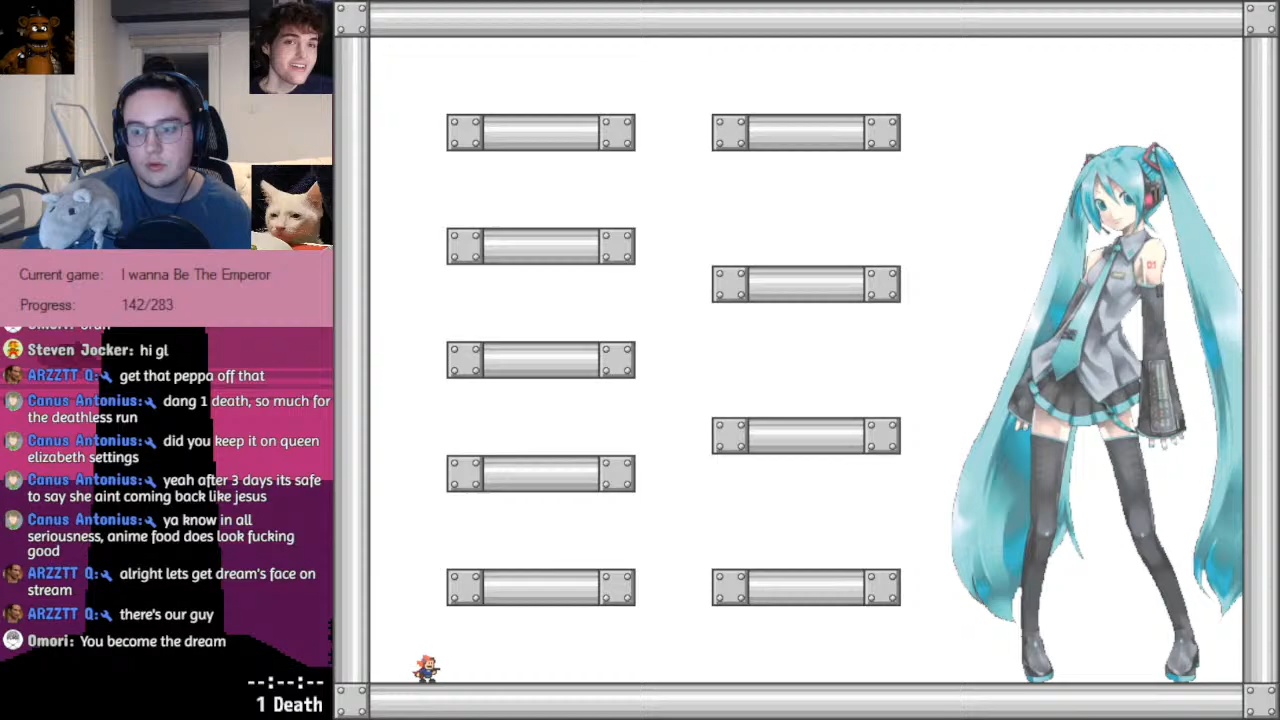 Current game: I wanna Be The Emperor
Progress: 142/283
Steven Jocker: hi gl
ARZZTT Q: get that peppa off that
Canus Antonius: dang 1 death, so much for
the deathless run
Canus Antonius: did you keep it on queen
elizabeth settings
Canus Antonius: yeah after 3 days its safe
to say she aint coming back like jesus
Canus Antonius: ya know in all
seriousness, anime food does look fucking
good
ARZZTT Q: alright lets get dream's face on
stream
ARZZTT Q: there's our guy
Omori: You become the dream
--:--:--
1 Death
01